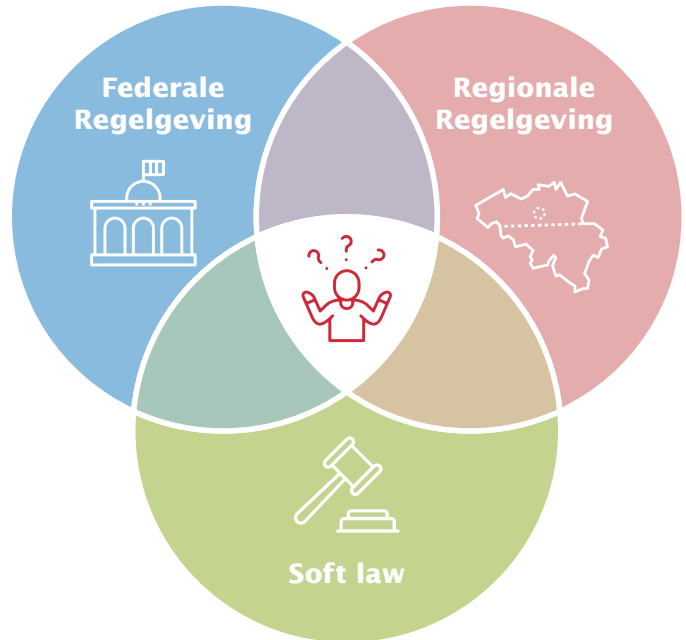 Federale
Regelgeving
Regionale
Regelgeving
? ? ?
Soft law